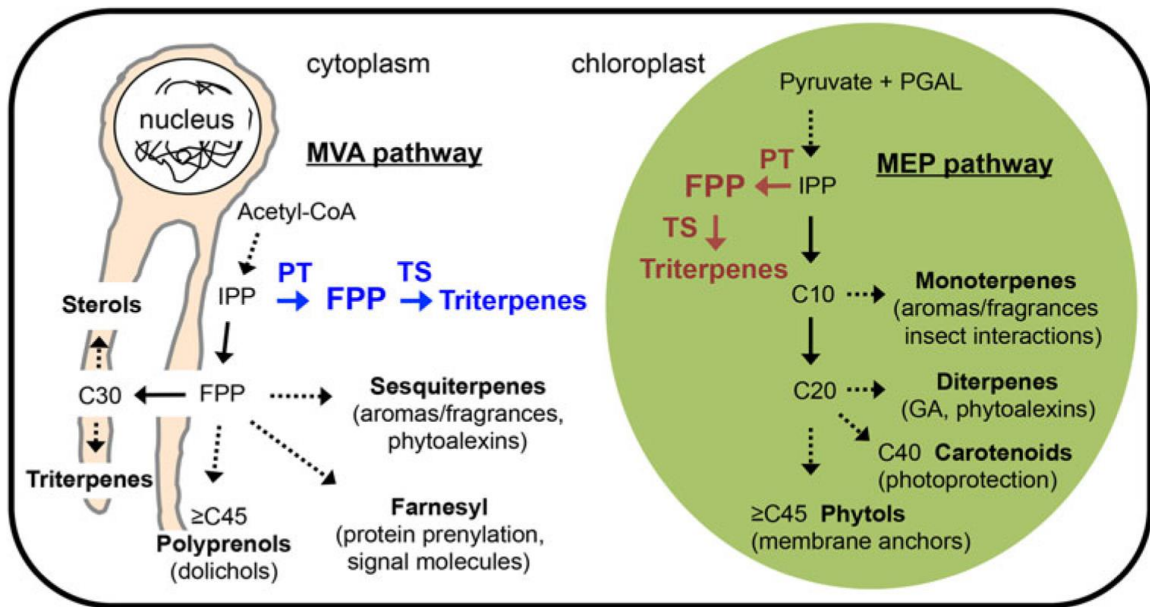 cytoplasm
nucleus
MVA pathway
Acetyl-CoA
PT
TS
IPP
FPP
Triterpenes
Sterols
C30
FPP
Sesquiterpenes
(aromas/fragrances,
phytoalexins)
Triterpenes
≥C45
Polyprenols
(dolichols)
Farnesyl
(protein prenylation,
signal molecules)
chloroplast
Pyruvate + PGAL
MEP pathway
PT
FPP
IPP
TS
Triterpenes
C10
Monoterpenes
(aromas/fragrances
insect interactions)
C20
Diterpenes
(GA, phytoalexins)
C40 Carotenoids
(photoprotection)
≥C45 Phytols
(membrane anchors)